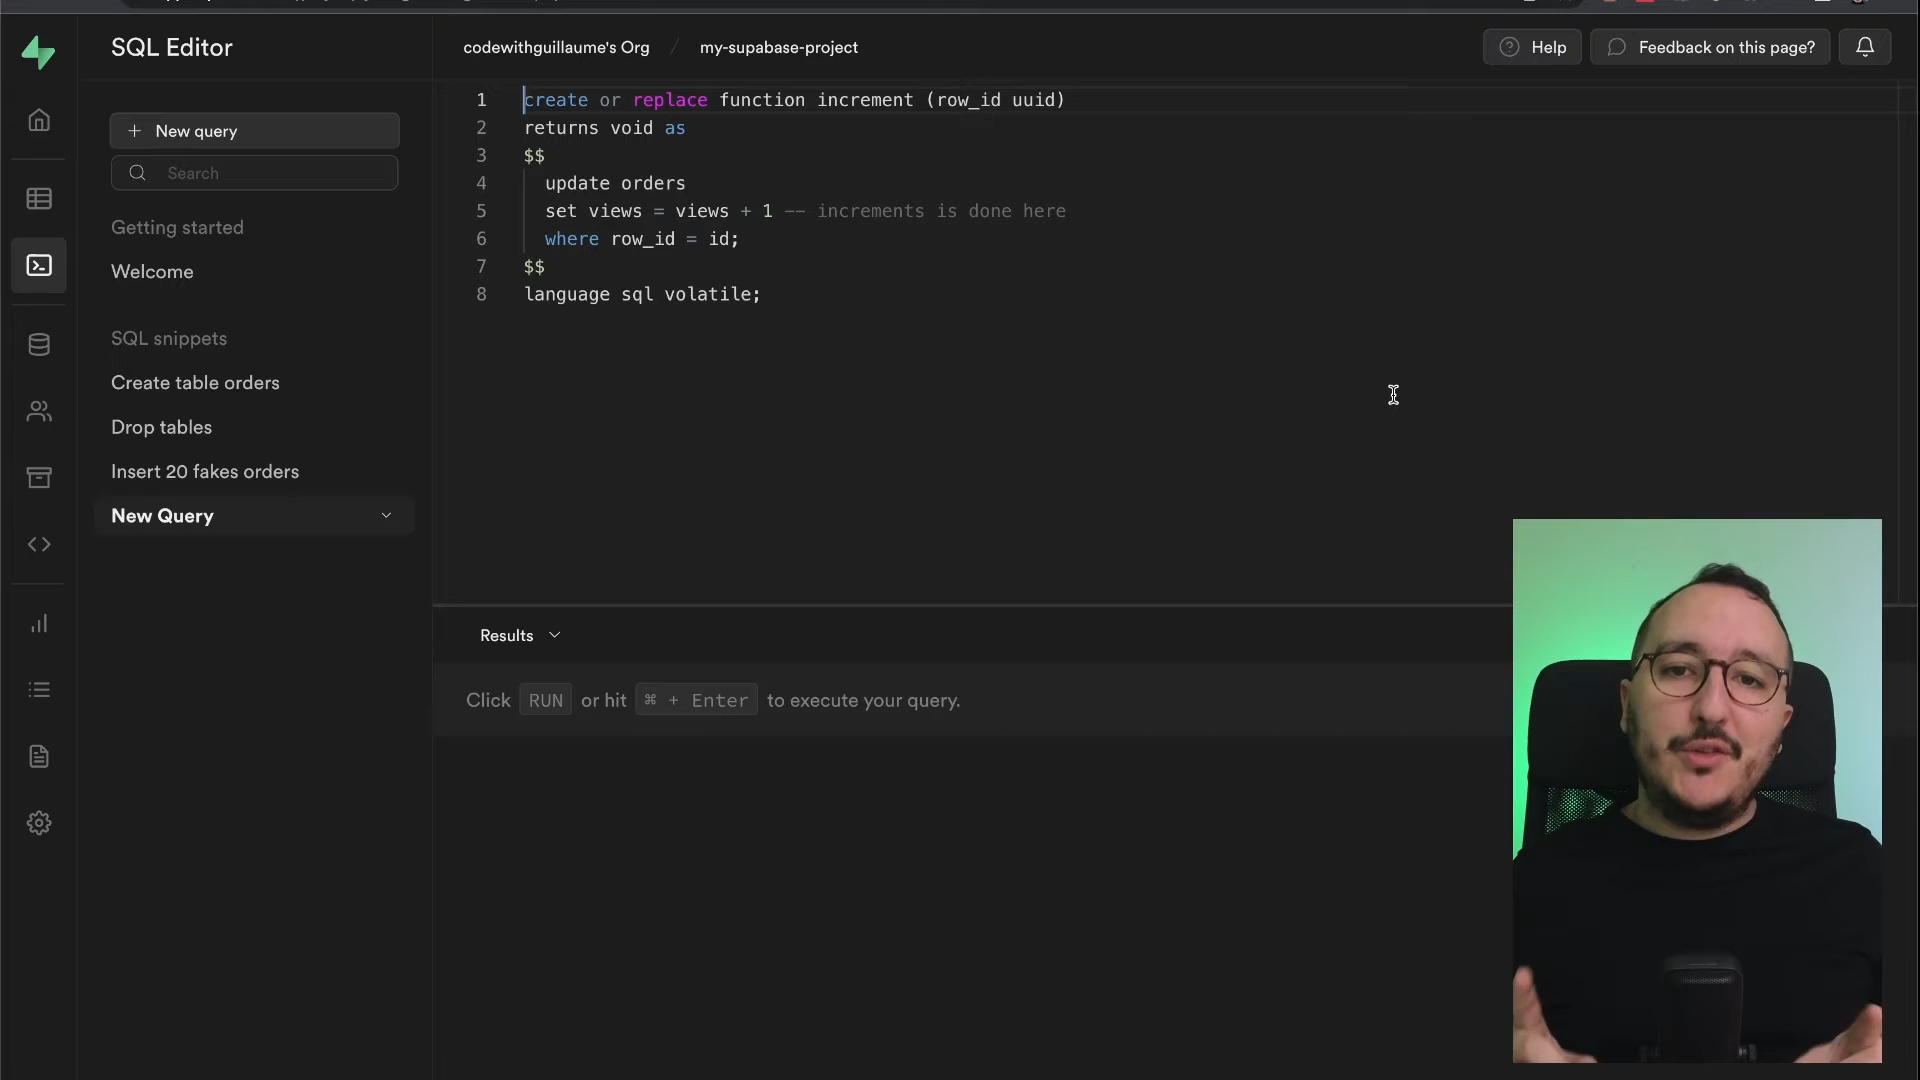 SQL Editor
codewithguillaume's Org / my-supabase-project
Help
Feedback on this page?
+ New query
Search
Getting started
Welcome
SQL snippets
Create table orders
Drop tables
Insert 20 fakes orders
New Query
1 create or replace function increment (row_id uuid)
2 returns void as
3 $$
4 update orders
5 set views = views + 1 -- increments is done here
6 where row_id = id;
7 $$
8 language sql volatile;
Results
Click RUN or hit ⌘ + Enter to execute your query.